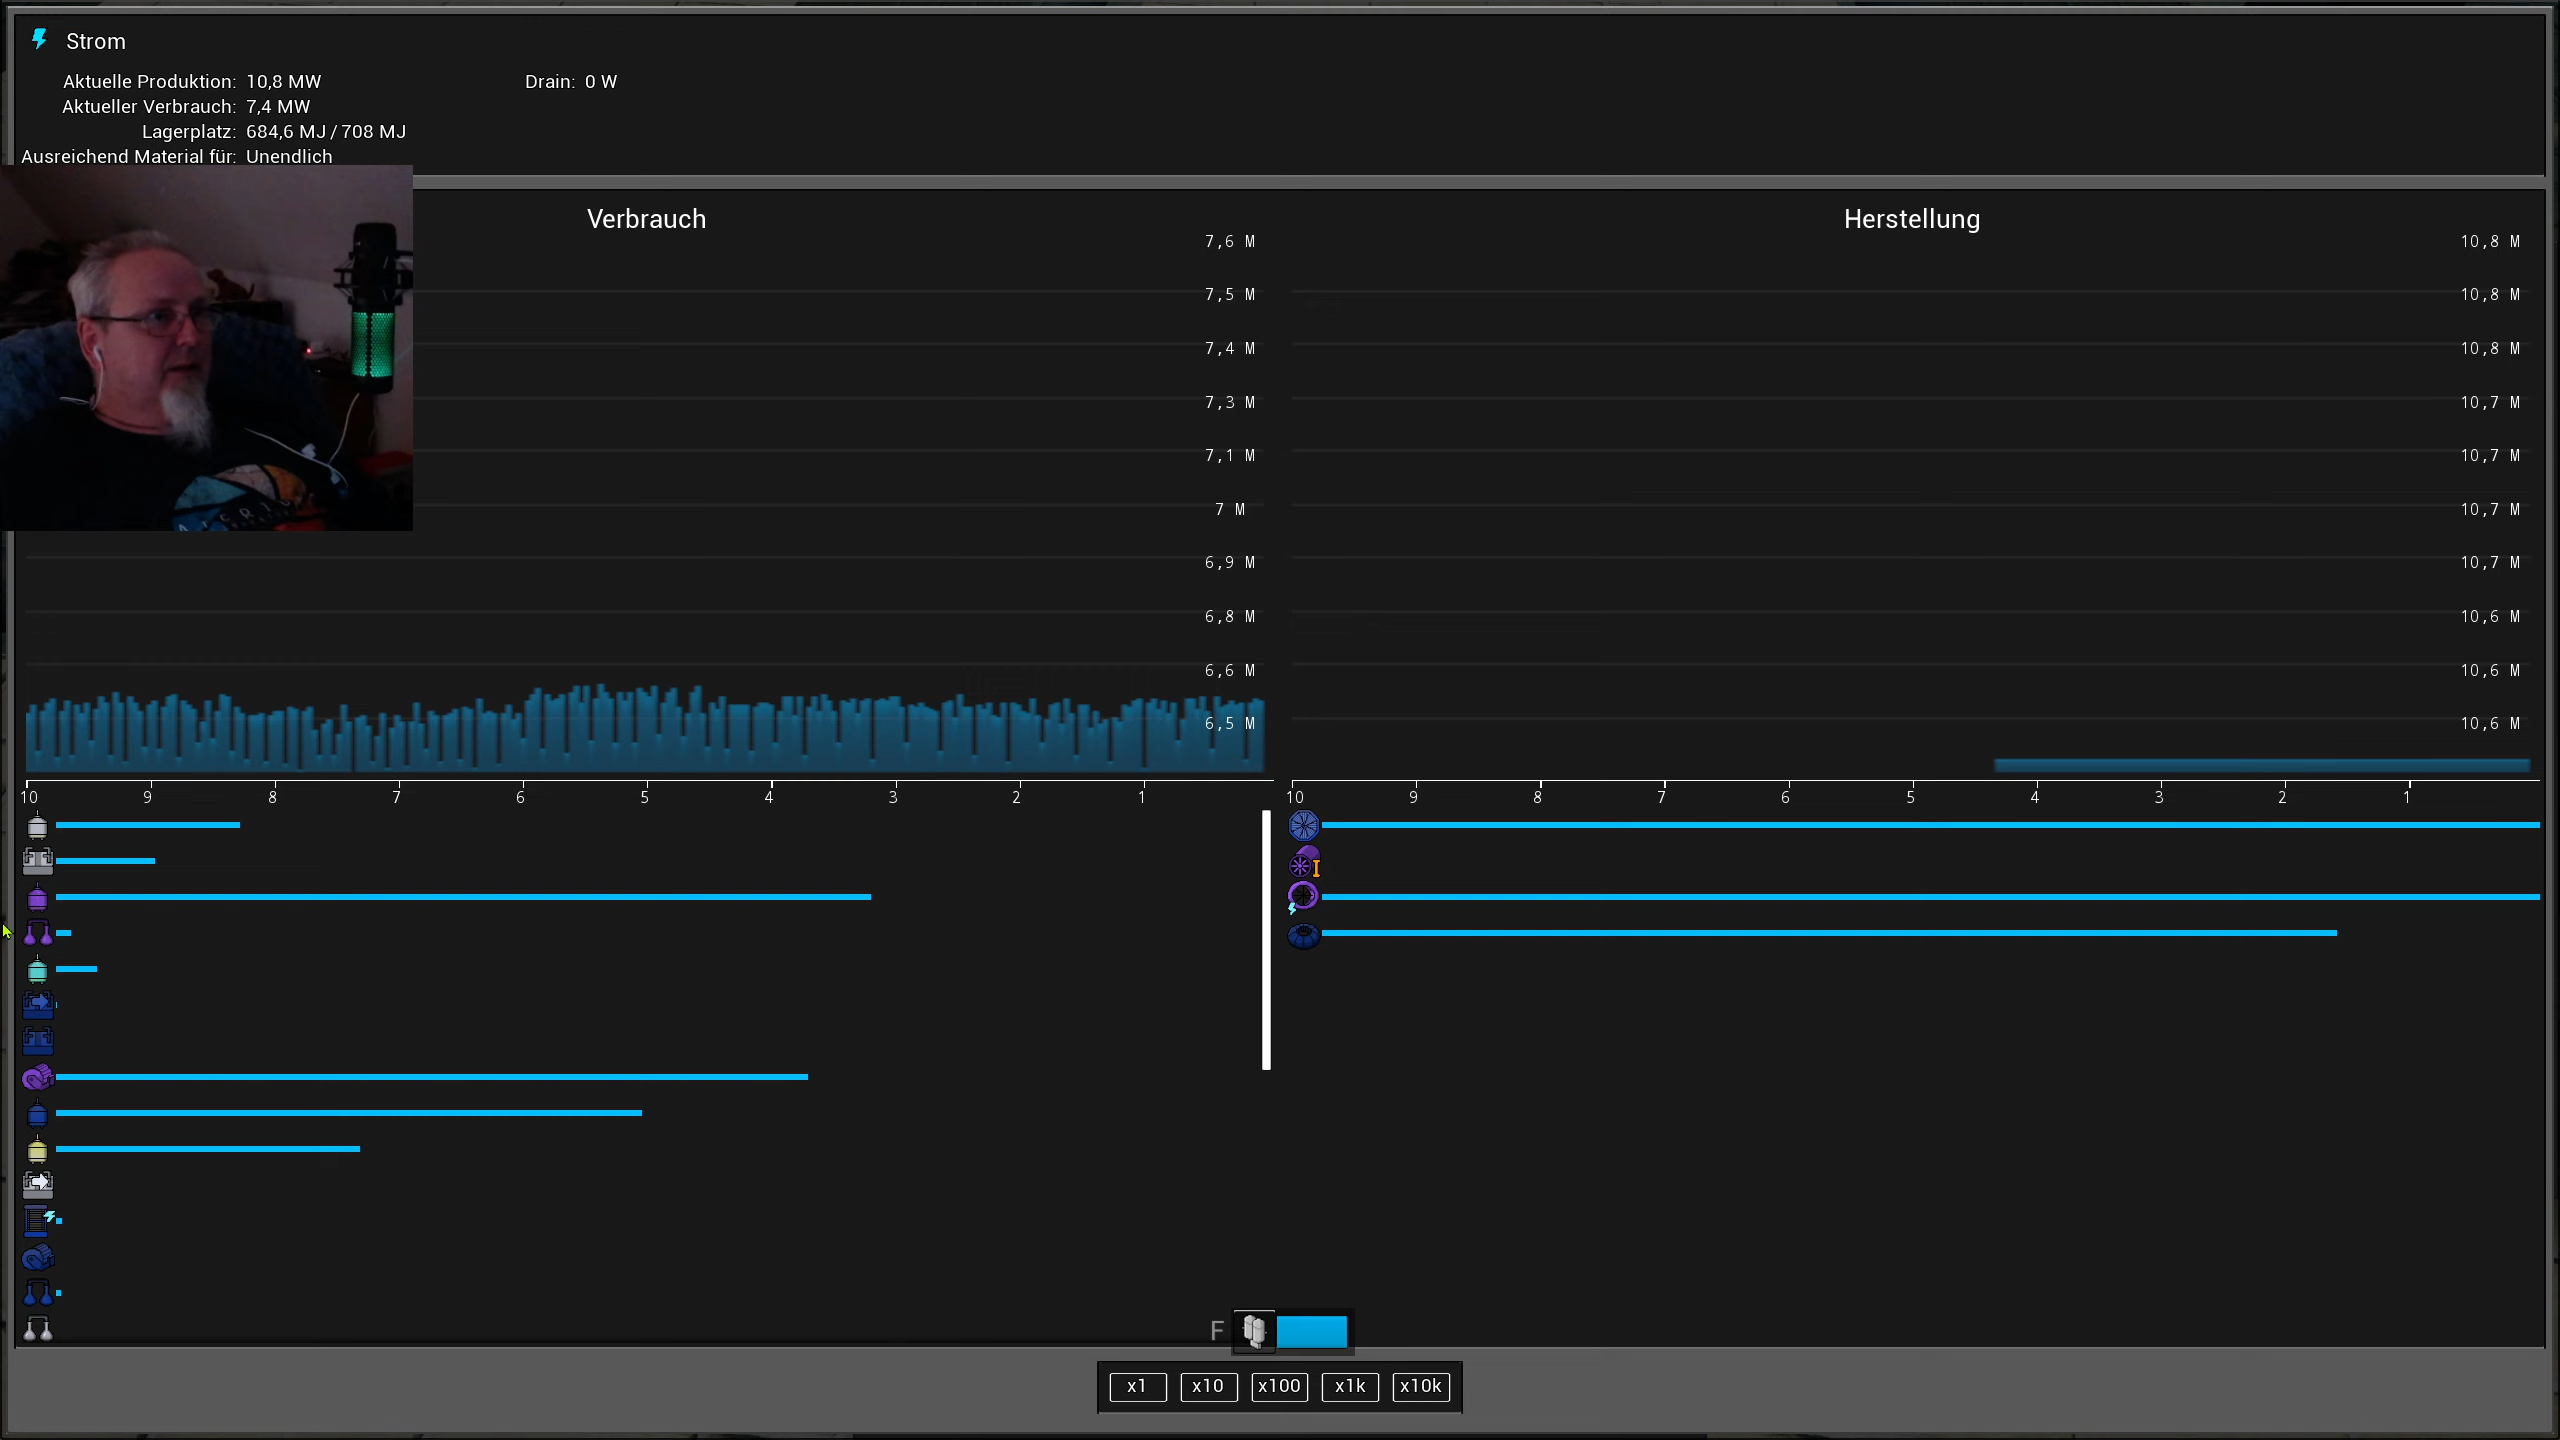 Strom
Aktuelle Produktion: 10,8 MW Drain: 0 W
Aktueller Verbrauch: 7,4 MW
Lagerplatz: 684,6 MJ / 708 MJ
Ausreichend Material für: Unendlich
Verbrauch
7,6 M
7,5 M
7,4 M
7,3 M
7,1 M
7 M
6,9 M
6,8 M
6,6 M
6,5 M
10 9 8 7 6 5 4 3 2 1
Herstellung
10,8 M
10,8 M
10,8 M
10,7 M
10,7 M
10,7 M
10,7 M
10,6 M
10,6 M
10,6 M
10 9 8 7 6 5 4 3 2 1
F
x1 x10 x100 x1k x10k